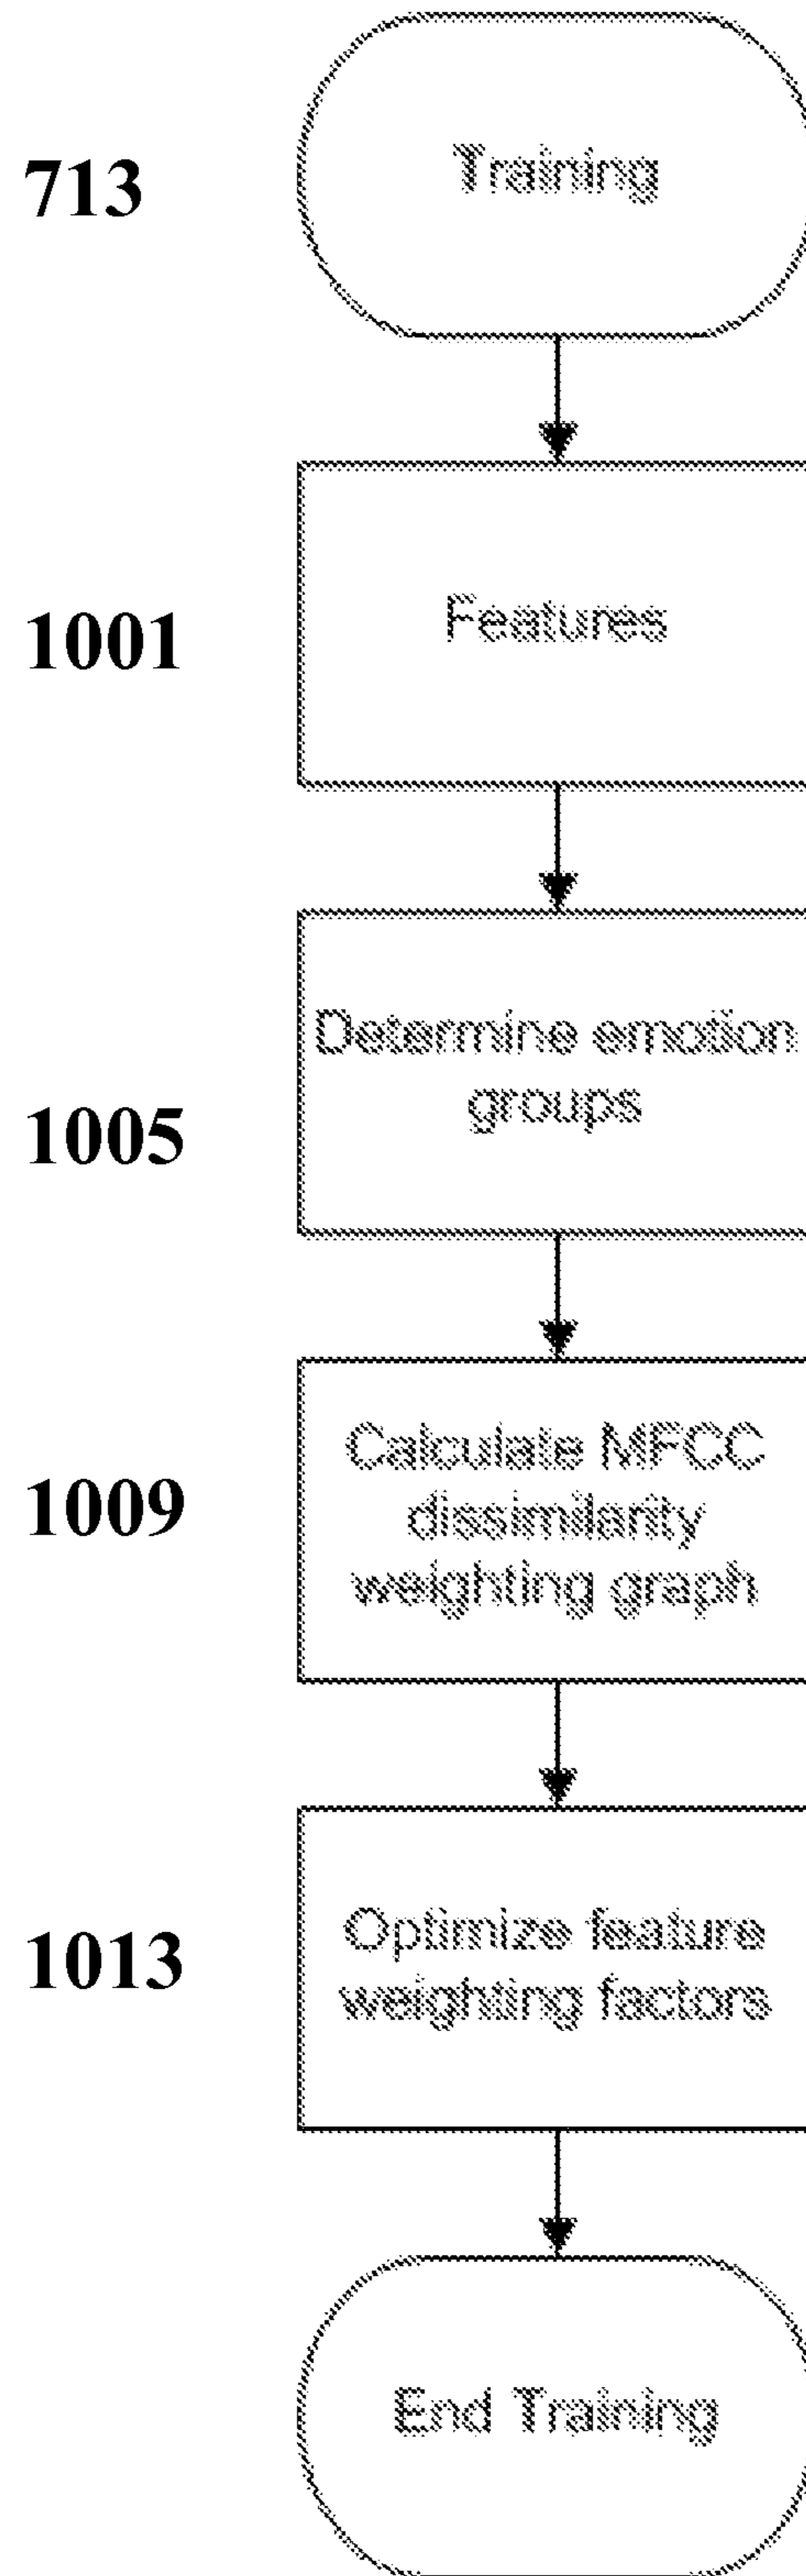 713
Training
1001
Features
1005
Determine emotion
groups
1009
Calculate MFCC
dissimilarity
weighting graph
1013
Optimize feature
weighting factors
End Training